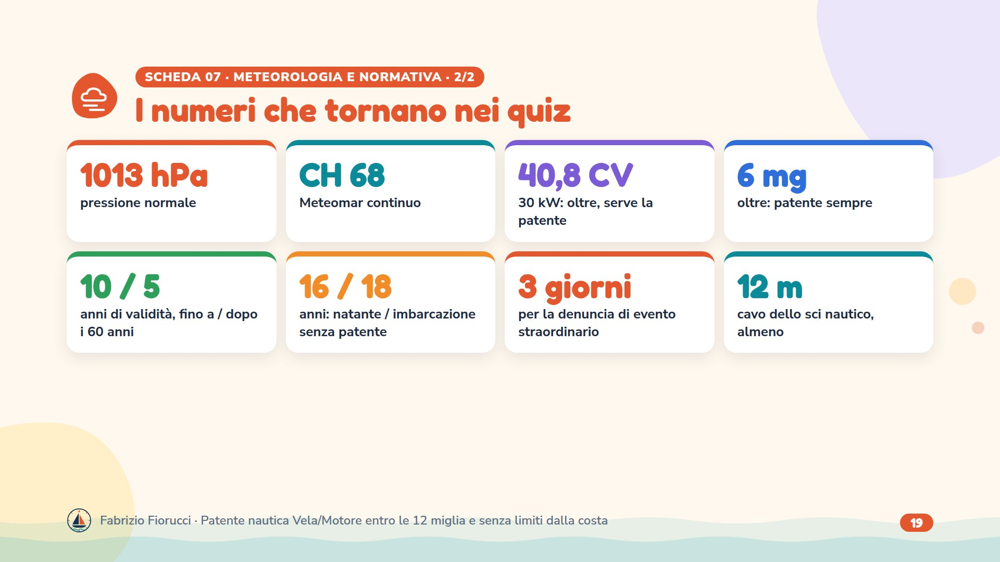 SCHEDA 07 · METEOROLOGIA E NORMATIVA · 2/2
I numeri che tornano nei quiz
1013 hPa
pressione normale
CH 68
Meteomar continuo
40,8 CV
30 kW: oltre, serve la
patente
6 mg
oltre: patente sempre
10 / 5
anni di validità, fino a / dopo
i 60 anni
16 / 18
anni: natante / imbarcazione
senza patente
3 giorni
per la denuncia di evento
straordinario
12 m
cavo dello sci nautico,
almeno
Fabrizio Fiorucci · Patente nautica Vela/Motore entro le 12 miglia e senza limiti dalla costa
19